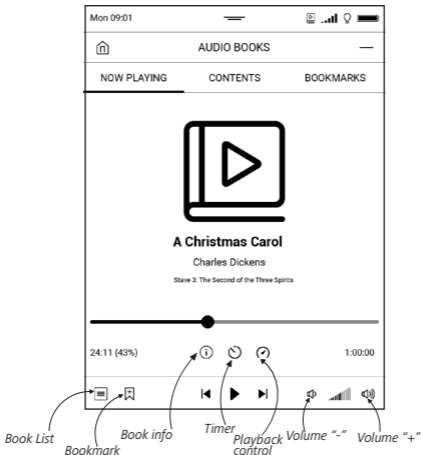 Mon 09:01
AUDIO BOOKS
NOW PLAYING CONTENTS BOOKMARKS
A Christmas Carol
Charles Dickens
Stave 3: The Second of the Three Spirits
24:11 (43%) 1:00:00
Book List
Bookmark
Book info
Timer
Playback
control
Volume “-”
Volume “+”